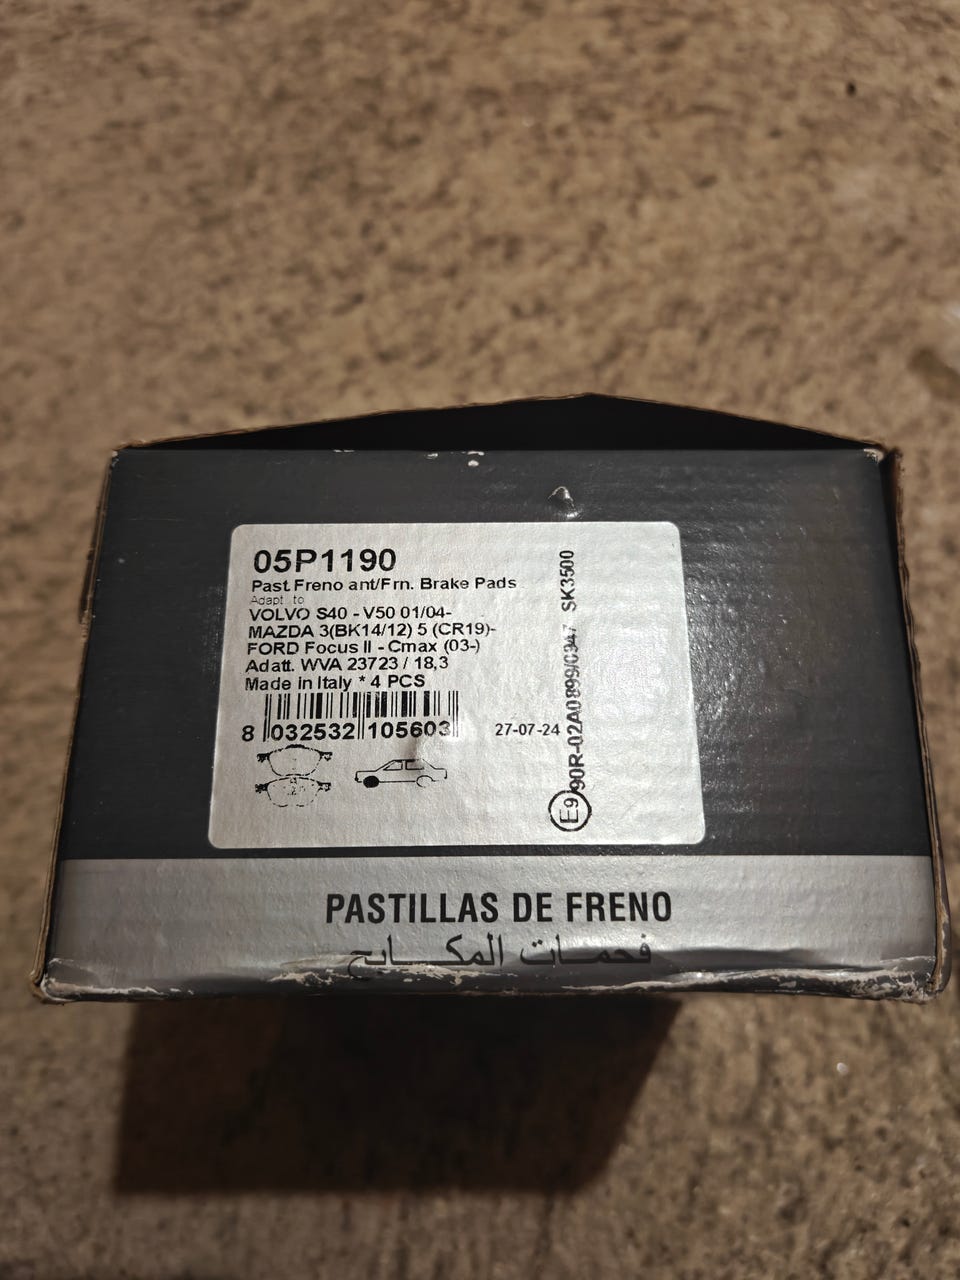 05P1190
Past.Freno ant/Frn. Brake Pads
Adapt. to
VOLVO S40 - V50 01/04-
MAZDA 3(BK14/12) 5 (CR19)-
FORD Focus II - Cmax (03-)
Adatt. WVA 23723 / 18,3
Made in Italy * 4 PCS
8 032532 105603
27-07-24
E9 90R-02A0899/0947 SK3500
PASTILLAS DE FRENO
فحمات المكابح